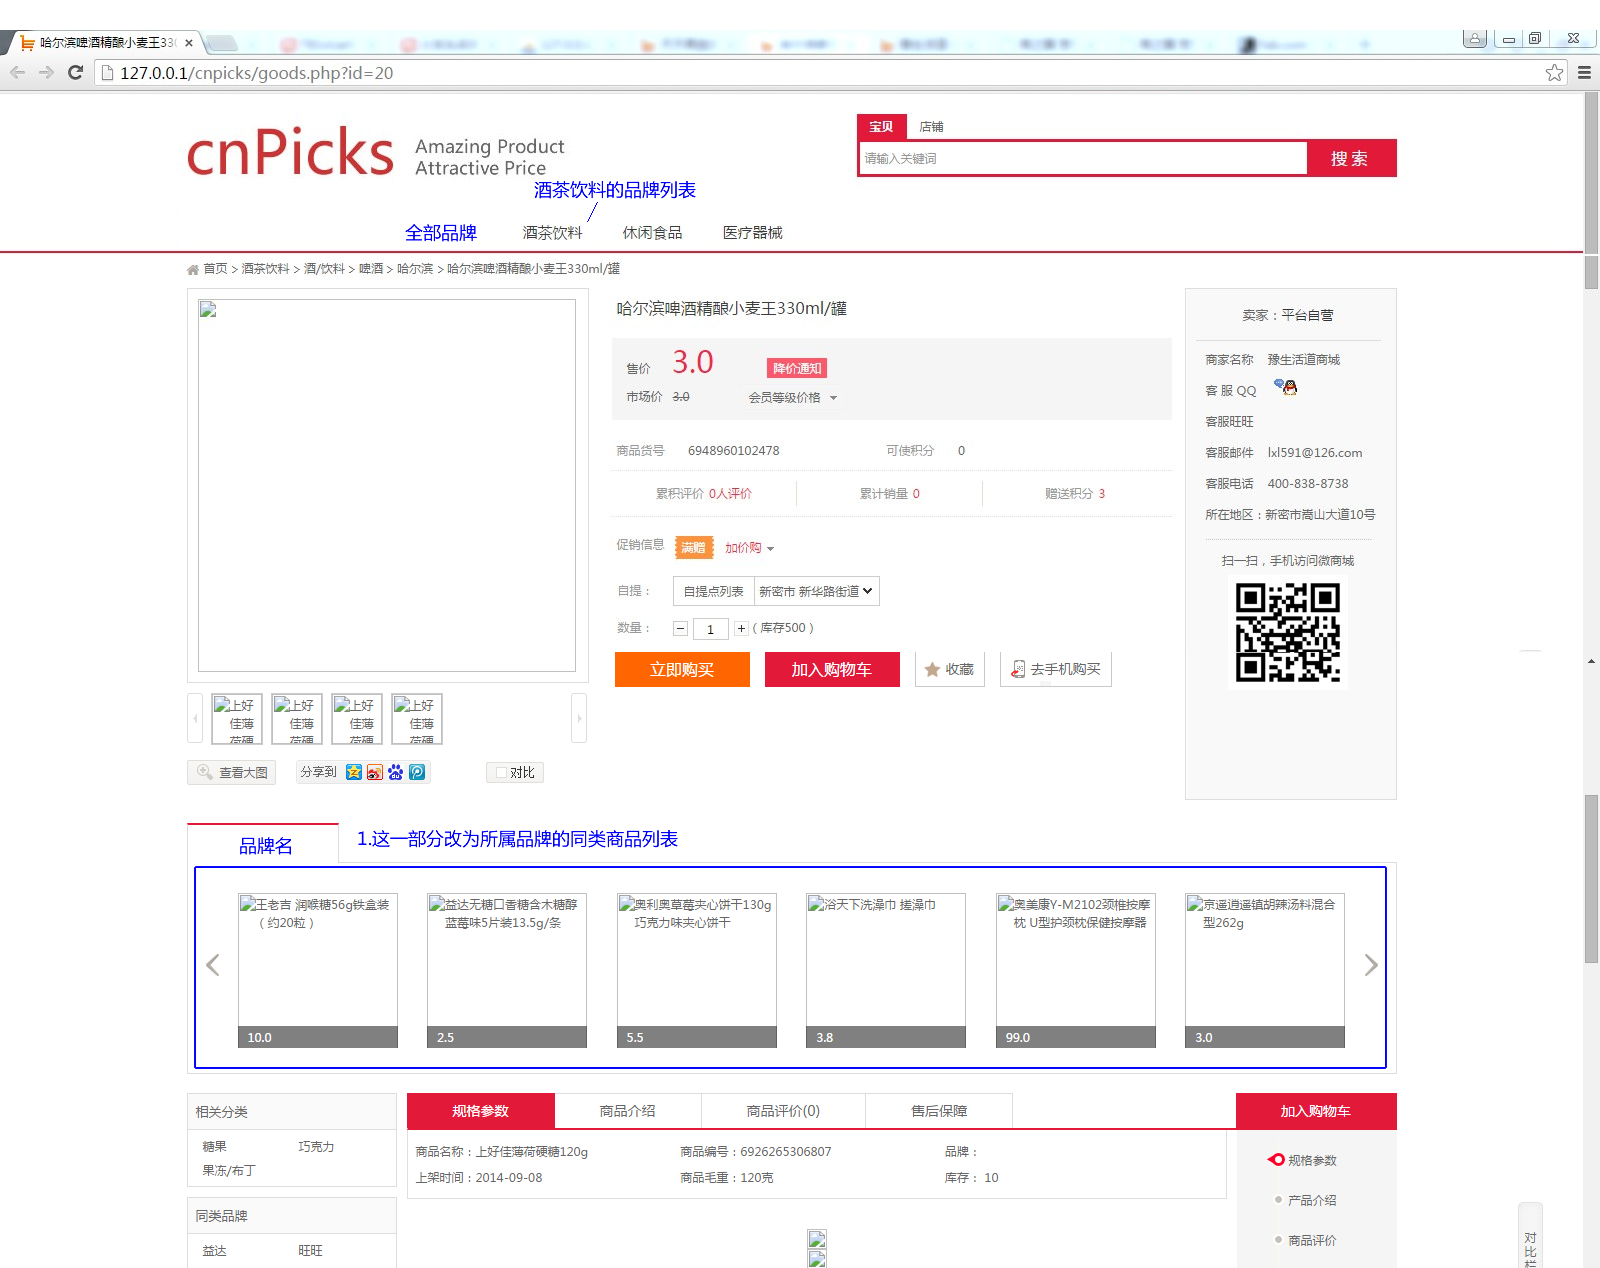 哈尔滨啤酒精酿小麦王330
127.0.0.1/cnpicks/goods.php?id=20
cnPicks
Amazing Product
Attractive Price
宝贝 店铺
请输入关键词 搜 索
酒茶饮料的品牌列表
全部品牌 酒茶饮料 休闲食品 医疗器械
首页 > 酒茶饮料 > 酒/饮料 > 啤酒 > 哈尔滨 > 哈尔滨啤酒精酿小麦王330ml/罐
哈尔滨啤酒精酿小麦王330ml/罐
售价 3.0 降价通知
市场价 3.0 会员等级价格
商品货号 6948960102478 可使积分 0
累积评价 0人评价 累计销量 0 赠送积分 3
促销信息 满赠 加价购
自提： 自提点列表 新密市 新华路街道
数量： − 1 + ( 库存500 )
立即购买 加入购物车 收藏 去手机购买
卖家：平台自营
商家名称 豫生活道商城
客 服 QQ
客服旺旺
客服邮件 lxl591@126.com
客服电话 400-838-8738
所在地区：新密市嵩山大道10号
扫一扫，手机访问微商城
上好 上好 上好 上好
佳薄 佳薄 佳薄 佳薄
荷硬 荷硬 荷硬 荷硬
查看大图 分享到 对比
品牌名 1.这一部分改为所属品牌的同类商品列表
王老吉 润喉糖56g铁盒装
（约20粒）
10.0
益达无糖口香糖含木糖醇
蓝莓味5片装13.5g/条
2.5
奥利奥草莓夹心饼干130g
巧克力味夹心饼干
5.5
浴天下洗澡巾 搓澡巾
3.8
奥美康Y-M2102颈椎按摩
枕 U型护颈枕保健按摩器
99.0
京遥逍遥镇胡辣汤料混合
型262g
3.0
相关分类
糖果 巧克力
果冻/布丁
同类品牌
益达 旺旺
规格参数 商品介绍 商品评价(0) 售后保障
商品名称：上好佳薄荷硬糖120g 商品编号：6926265306807 品牌：
上架时间：2014-09-08 商品毛重：120克 库存： 10
加入购物车
规格参数
产品介绍
商品评价
对
比
栏